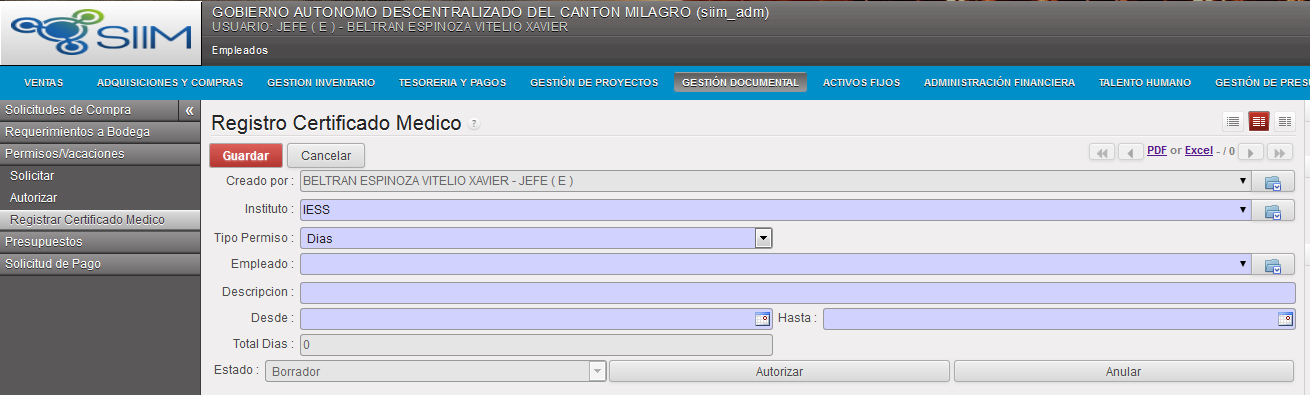 SIIM
GOBIERNO AUTONOMO DESCENTRALIZADO DEL CANTON MILAGRO (siim_adm)
USUARIO: JEFE ( E ) - BELTRAN ESPINOZA VITELIO XAVIER
Empleados
VENTAS ADQUISICIONES Y COMPRAS GESTION INVENTARIO TESORERIA Y PAGOS GESTIÓN DE PROYECTOS GESTIÓN DOCUMENTAL ACTIVOS FIJOS ADMINISTRACIÓN FINANCIERA TALENTO HUMANO GESTIÓN DE PRES
Solicitudes de Compra «
Requerimientos a Bodega
Permisos/Vacaciones
Solicitar
Autorizar
Registrar Certificado Medico
Presupuestos
Solicitud de Pago
Registro Certificado Medico ?
Guardar Cancelar PDF or Excel - / 0
Creado por : BELTRAN ESPINOZA VITELIO XAVIER - JEFE ( E )
Instituto : IESS
Tipo Permiso : Dias
Empleado :
Descripcion :
Desde : Hasta :
Total Dias : 0
Estado : Borrador Autorizar Anular